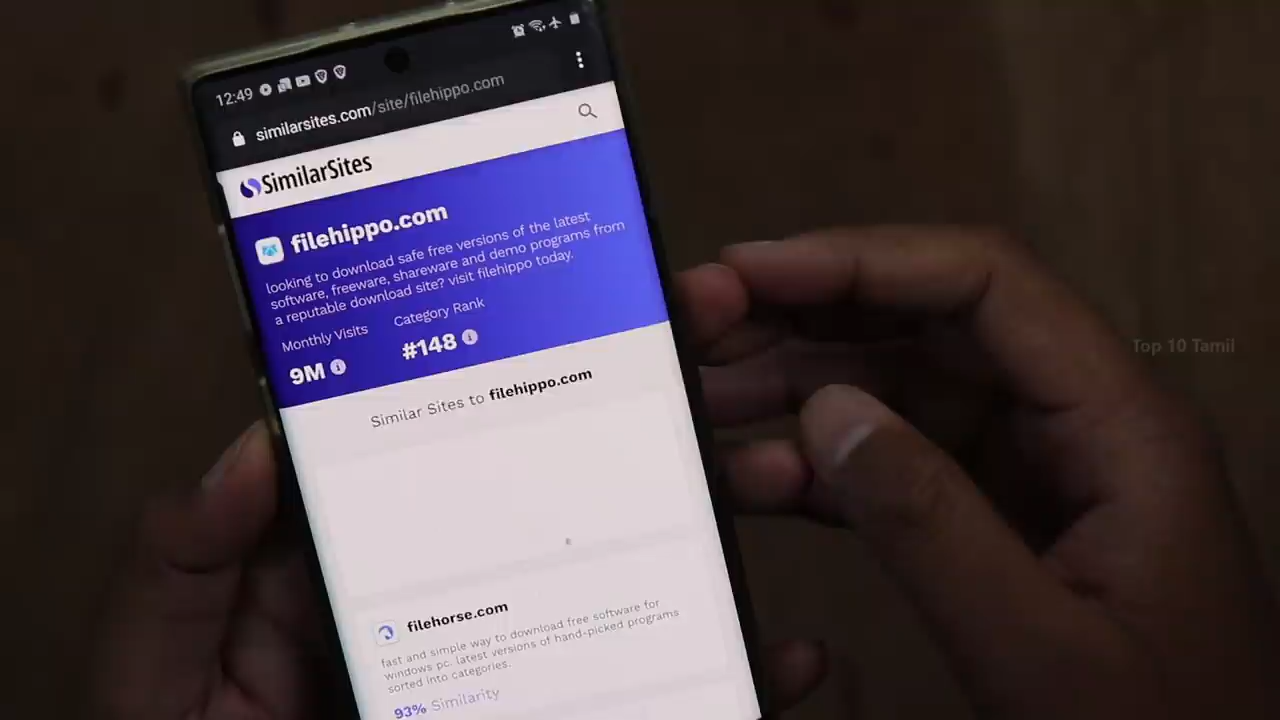 12:49
similarsites.com/site/filehippo.com
SimilarSites
filehippo.com
looking to download safe free versions of the latest
software, freeware, shareware and demo programs from
a reputable download site? visit filehippo today.
Monthly Visits
Category Rank
9M
#148
Top 10 Tamil
Similar Sites to filehippo.com
filehorse.com
fast and simple way to download free software for
windows pc. latest versions of hand-picked programs
sorted into categories.
93% Similarity